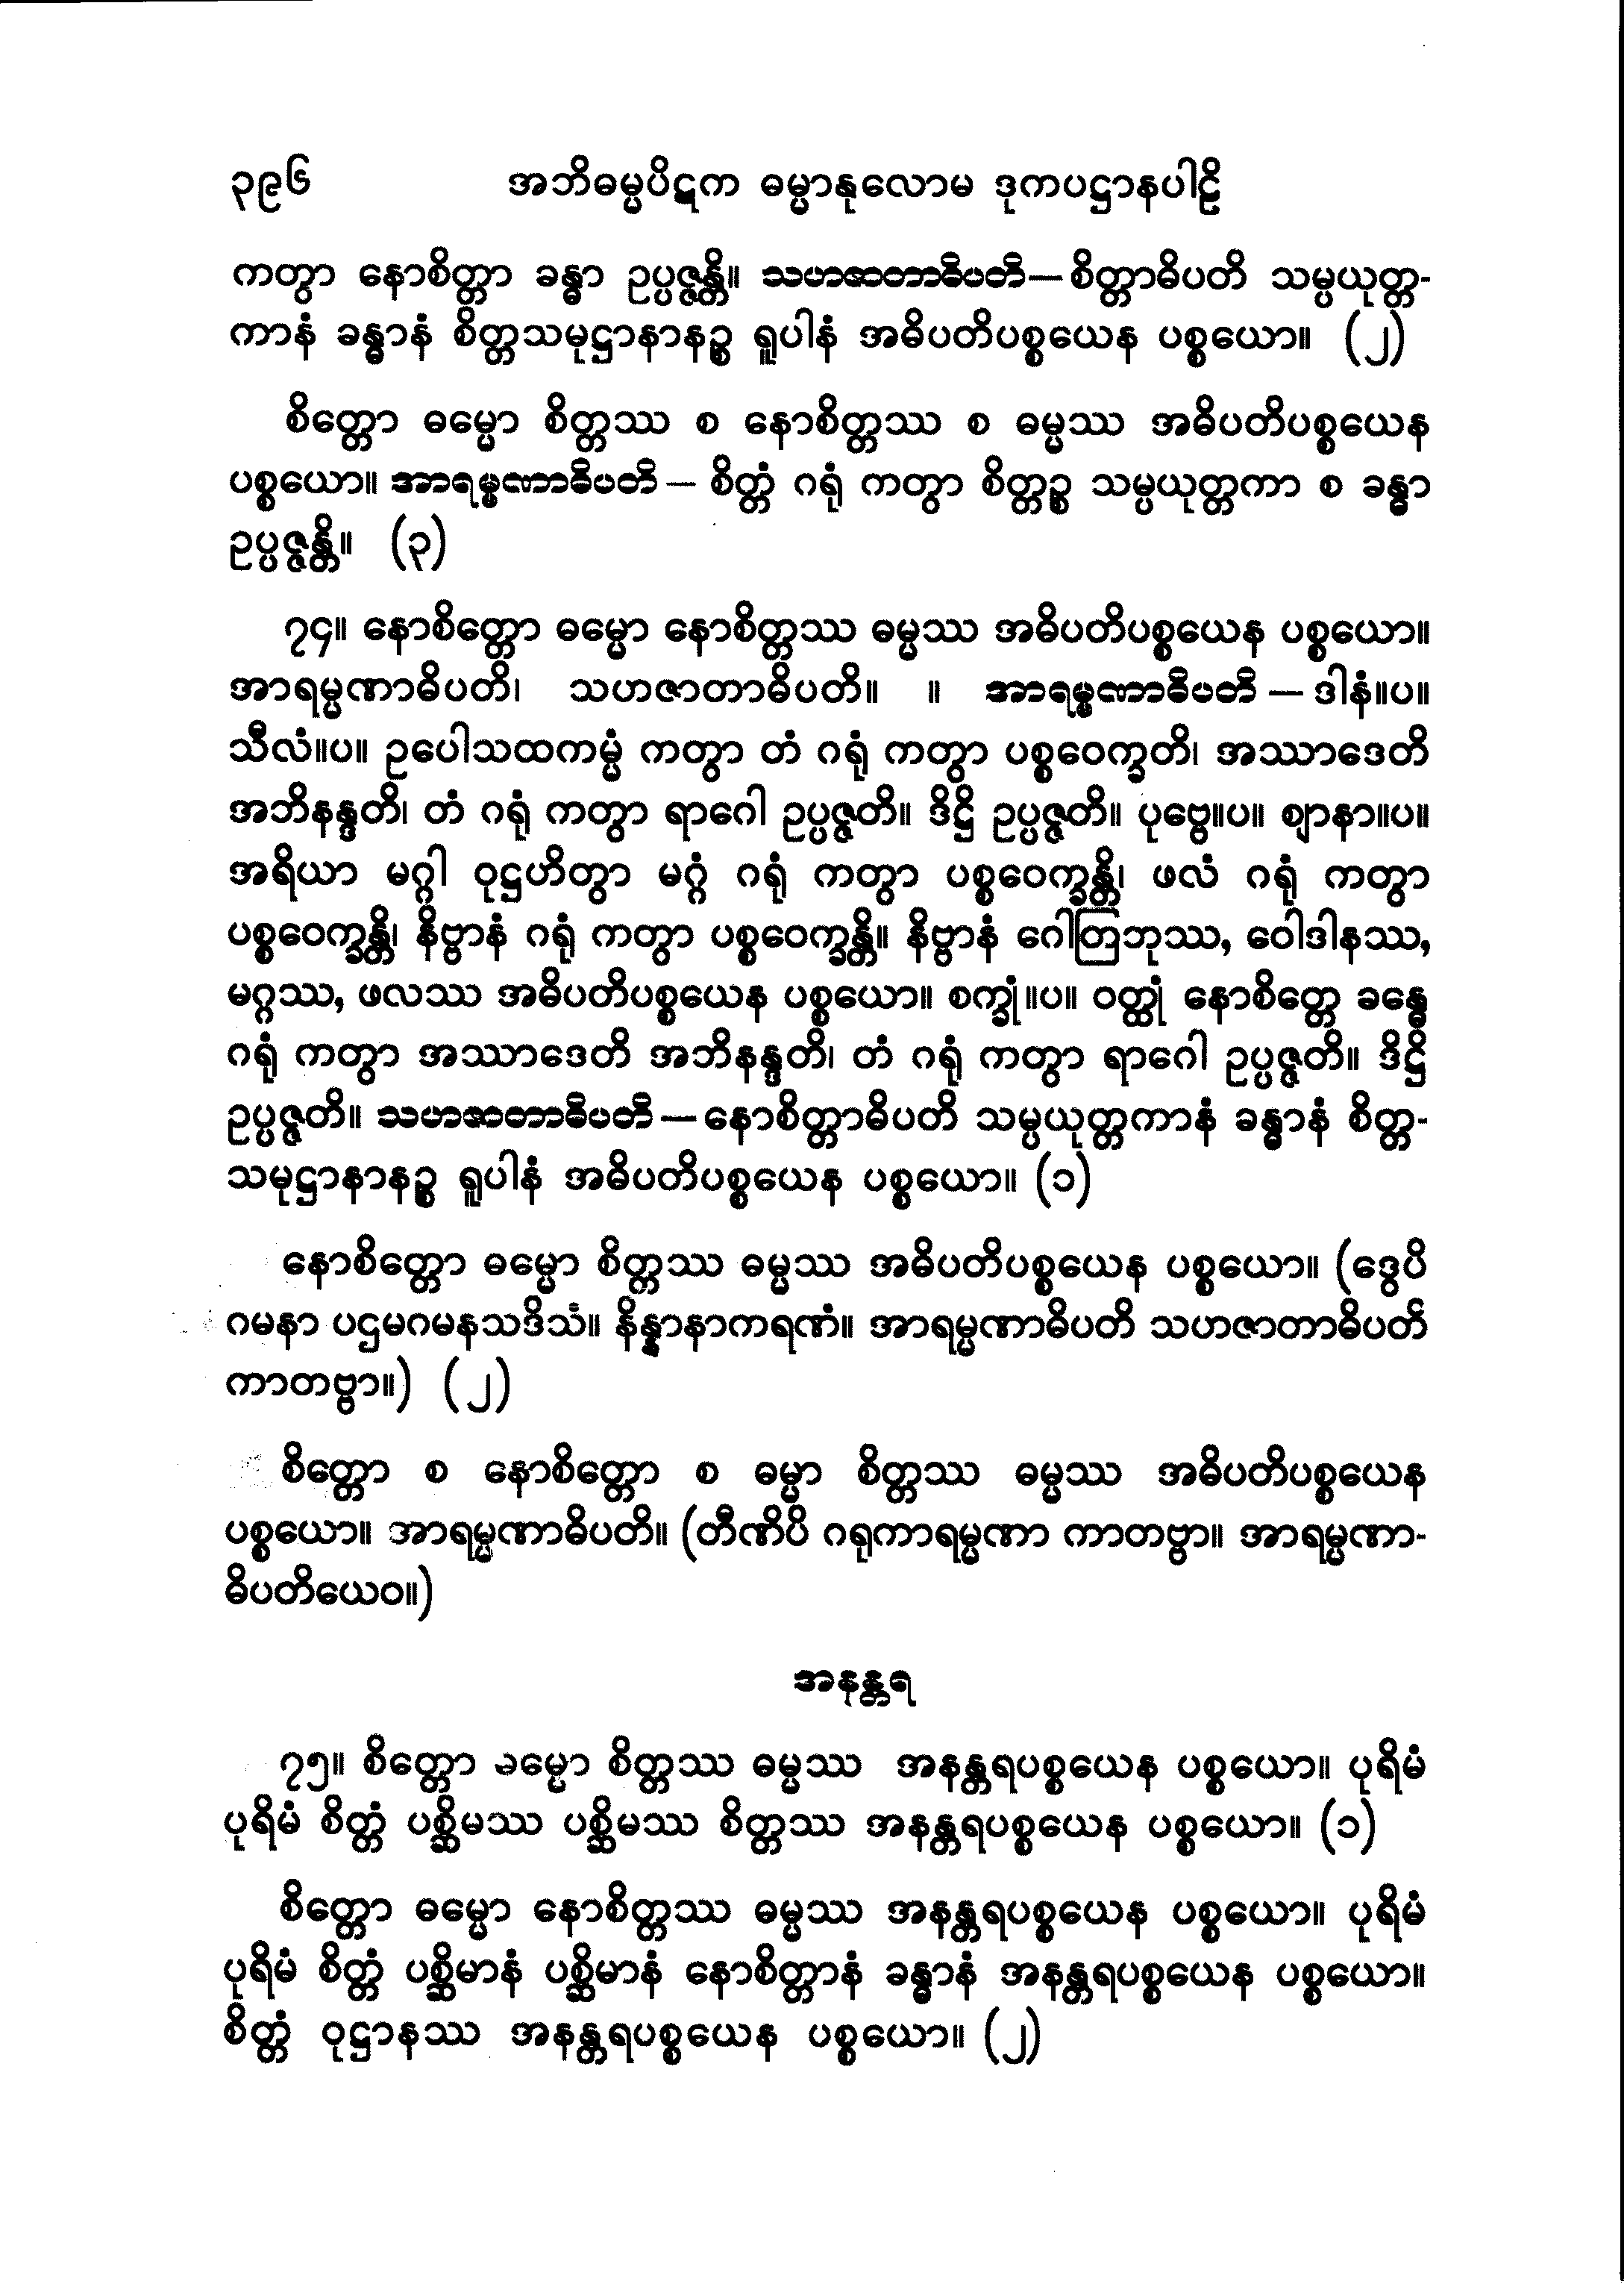 ၃၉၆ အဘိဓမ္မပိဋက ဓမ္မာနုလောမ ဒုကပဋ္ဌာနပါဠိ
ကတွာ နောစိတ္တာ ခန္ဓာ ဥပ္ပဇ္ဇန္တိ။ သဟဇာတာဓိပတိ—စိတ္တာဓိပတိ သမ္ပယုတ္တ-
ကာနံ ခန္ဓာနံ စိတ္တသမုဋ္ဌာနာနဉ္စ ရူပါနံ အဓိပတိပစ္စယေန ပစ္စယော။ (၂)
စိတ္တော ဓမ္မော စိတ္တဿ စ နောစိတ္တဿ စ ဓမ္မဿ အဓိပတိပစ္စယေန
ပစ္စယော။ အာရမ္မဏာဓိပတိ — စိတ္တံ ဂရုံ ကတွာ စိတ္တဉ္စ သမ္ပယုတ္တကာ စ ခန္ဓာ
ဥပ္ပဇ္ဇန္တိ။ (၃)
၇၄။ နောစိတ္တော ဓမ္မော နောစိတ္တဿ ဓမ္မဿ အဓိပတိပစ္စယေန ပစ္စယော။
အာရမ္မဏာဓိပတိ၊ သဟဇာတာဓိပတိ။ ။ အာရမ္မဏာဓိပတိ — ဒါနံ။ပ။
သီလံ။ပ။ ဥပေါသထကမ္မံ ကတွာ တံ ဂရုံ ကတွာ ပစ္စဝေက္ခတိ၊ အဿာဒေတိ
အဘိနန္ဒတိ၊ တံ ဂရုံ ကတွာ ရာဂေါ ဥပ္ပဇ္ဇတိ။ ဒိဋ္ဌိ ဥပ္ပဇ္ဇတိ။ ပုဗ္ဗေ။ပ။ ဈာနာ။ပ။
အရိယာ မဂ္ဂါ ဝုဋ္ဌဟိတွာ မဂ္ဂံ ဂရုံ ကတွာ ပစ္စဝေက္ခန္တိ၊ ဖလံ ဂရုံ ကတွာ
ပစ္စဝေက္ခန္တိ၊ နိဗ္ဗာနံ ဂရုံ ကတွာ ပစ္စဝေက္ခန္တိ။ နိဗ္ဗာနံ ဂေါတြဘုဿ, ဝေါဒါနဿ,
မဂ္ဂဿ, ဖလဿ အဓိပတိပစ္စယေန ပစ္စယော။ စက္ခုံ။ပ။ ဝတ္ထုံ နောစိတ္တေ ခန္ဓေ
ဂရုံ ကတွာ အဿာဒေတိ အဘိနန္ဒတိ၊ တံ ဂရုံ ကတွာ ရာဂေါ ဥပ္ပဇ္ဇတိ။ ဒိဋ္ဌိ
ဥပ္ပဇ္ဇတိ။ သဟဇာတာဓိပတိ — နောစိတ္တာဓိပတိ သမ္ပယုတ္တကာနံ ခန္ဓာနံ စိတ္တ-
သမုဋ္ဌာနာနဉ္စ ရူပါနံ အဓိပတိပစ္စယေန ပစ္စယော။ (၁)
နောစိတ္တော ဓမ္မော စိတ္တဿ ဓမ္မဿ အဓိပတိပစ္စယေန ပစ္စယော။ (ဒွေပိ
ဂမနာ ပဌမဂမနသဒိသံ။ နိန္နာနာကရဏံ။ အာရမ္မဏာဓိပတိ သဟဇာတာဓိပတိ
ကာတဗ္ဗာ။) (၂)
စိတ္တော စ နောစိတ္တော စ ဓမ္မာ စိတ္တဿ ဓမ္မဿ အဓိပတိပစ္စယေန
ပစ္စယော။ အာရမ္မဏာဓိပတိ။ (တီဏိပိ ဂရုကာရမ္မဏာ ကာတဗ္ဗာ။ အာရမ္မဏာ-
ဓိပတိယေဝ။)
အနန္တရ
၇၅။ စိတ္တော ဓမ္မော စိတ္တဿ ဓမ္မဿ အနန္တရပစ္စယေန ပစ္စယော။ ပုရိမံ
ပုရိမံ စိတ္တံ ပစ္ဆိမဿ ပစ္ဆိမဿ စိတ္တဿ အနန္တရပစ္စယေန ပစ္စယော။ (၁)
စိတ္တော ဓမ္မော နောစိတ္တဿ ဓမ္မဿ အနန္တရပစ္စယေန ပစ္စယော။ ပုရိမံ
ပုရိမံ စိတ္တံ ပစ္ဆိမာနံ ပစ္ဆိမာနံ နောစိတ္တာနံ ခန္ဓာနံ အနန္တရပစ္စယေန ပစ္စယော။
စိတ္တံ ဝုဋ္ဌာနဿ အနန္တရပစ္စယေန ပစ္စယော။ (၂)